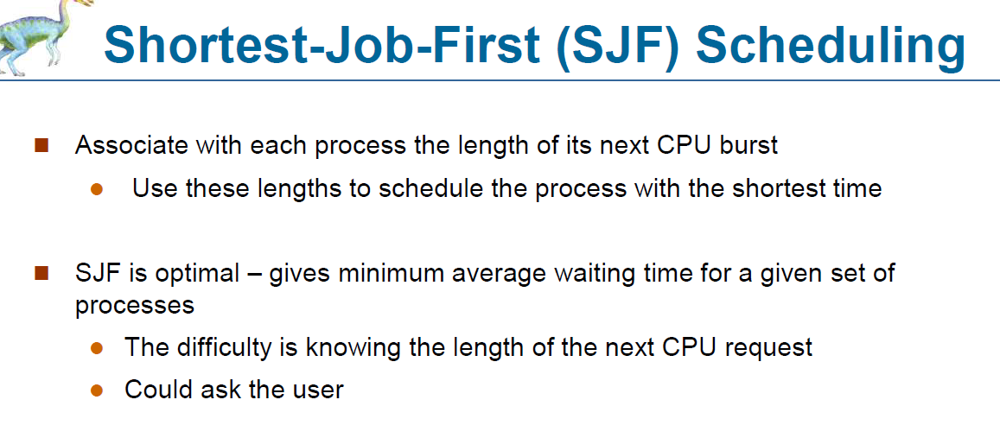 Shortest-Job-First (SJF) Scheduling
Associate with each process the length of its next CPU burst
Use these lengths to schedule the process with the shortest time
SJF is optimal – gives minimum average waiting time for a given set of
processes
The difficulty is knowing the length of the next CPU request
Could ask the user